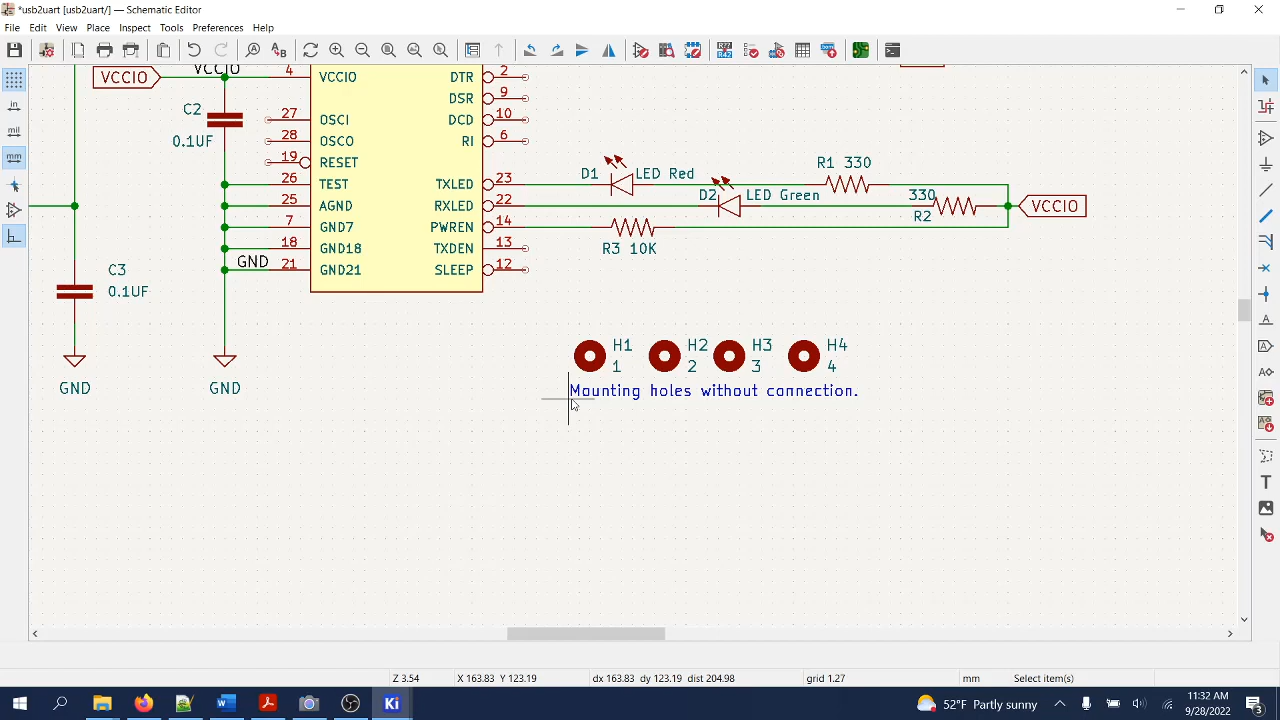 *usb2uart [usb2uart/] — Schematic Editor
File Edit View Place Inspect Tools Preferences Help
VCCIO VCCIO 4 VCCIO DTR 2
DSR 9
C2 27 OSCI DCD 10
0.1UF 28 OSCO RI 6
19 RESET
26 TEST TXLED 23 D1 LED Red R1 330
25 AGND RXLED 22 D2 LED Green 330 R2 VCCIO
7 GND7 PWREN 14
18 GND18 TXDEN 13 R3 10K
GND 21 GND21 SLEEP 12
C3
0.1UF
GND GND
H1 H2 H3 H4
1 2 3 4
Mounting holes without connection.
in
mil
mm
Z 3.54 X 163.83 Y 123.19 dx 163.83 dy 123.19 dist 204.98 grid 1.27 mm Select item(s)
W Ki 52°F Partly sunny 11:32 AM
9/28/2022 3